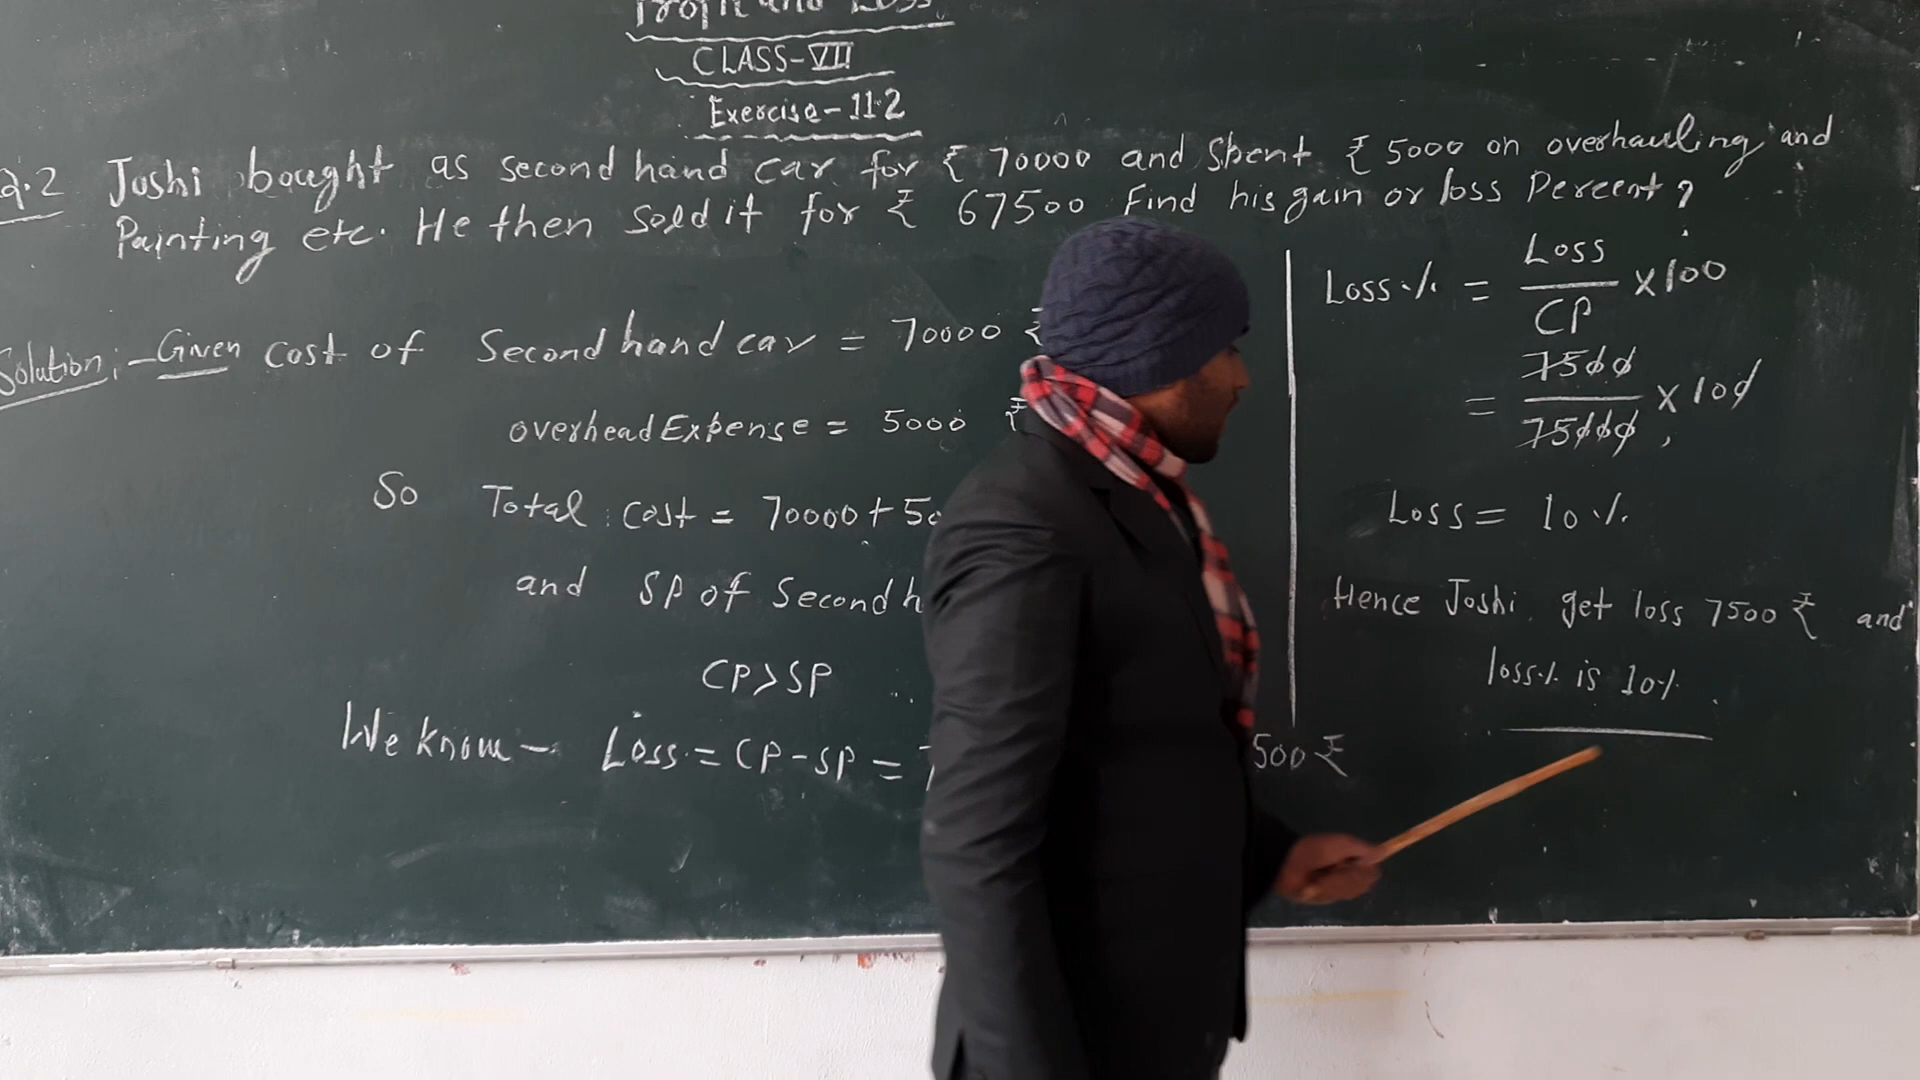 Profit and Loss
CLASS-VII
Exercise-11.2
Q.2 Joshi bought as second hand car for ₹ 70000 and Spent ₹ 5000 on overhauling and
Painting etc. He then Sold it for ₹ 67500 Find his gain or loss Percent?
Solution:- Given Cost of Second hand car = 70000 ₹
overhead Expense = 5000 ₹
So Total cost = 70000 + 50
and SP of Second h
CP > SP
We know - Loss = CP - SP =
500 ₹
Loss % = Loss / CP × 100
= 7500 / 75000 × 100
Loss = 10 %
Hence Joshi get loss 7500 ₹ and
loss % is 10 %